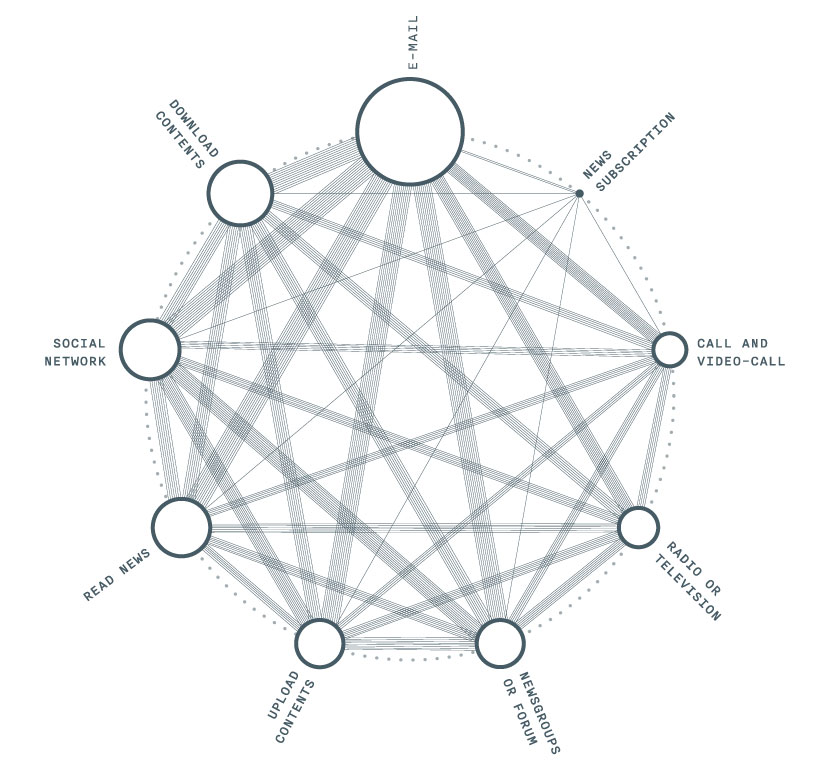 E-MAIL
DOWNLOAD
CONTENTS
NEWS
SUBSCRIPTION
SOCIAL
NETWORK
CALL AND
VIDEO-CALL
READ NEWS
RADIO OR
TELEVISION
UPLOAD
CONTENTS
NEWSGROUPS
OR FORUM